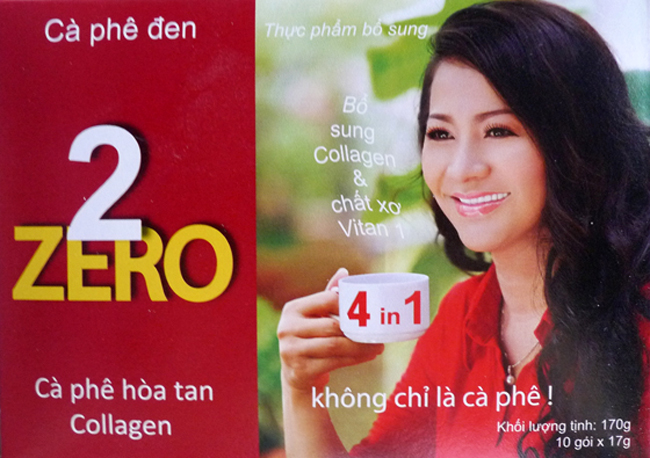 Cà phê đen
2
ZERO
Cà phê hòa tan
Collagen
Thực phẩm bổ sung
Bổ
sung
Collagen
&
chất xơ
Vitan 1
4 in 1
không chỉ là cà phê !
Khối lượng tịnh: 170g
10 gói x 17g